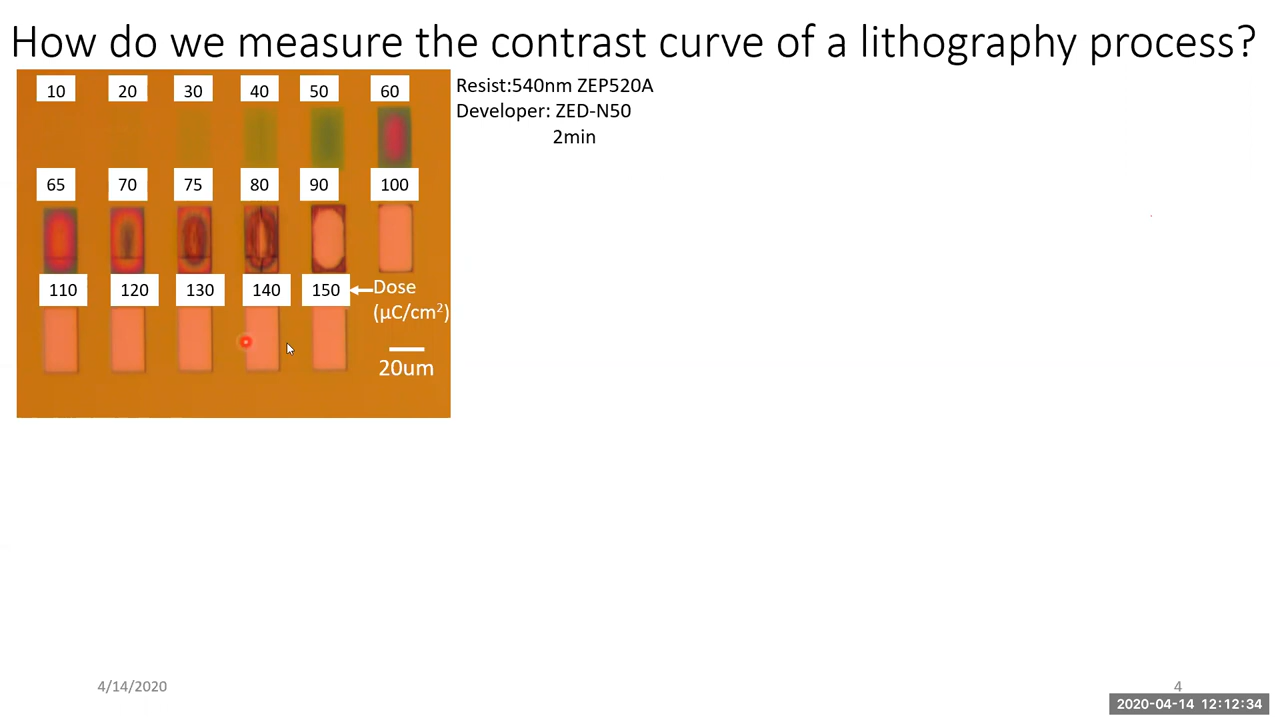 How do we measure the contrast curve of a lithography process?
10 20 30 40 50 60
Resist:540nm ZEP520A
Developer: ZED-N50
2min
65 70 75 80 90 100
110 120 130 140 150
Dose
(µC/cm²)
20um
4/14/2020
4
2020-04-14 12:12:34